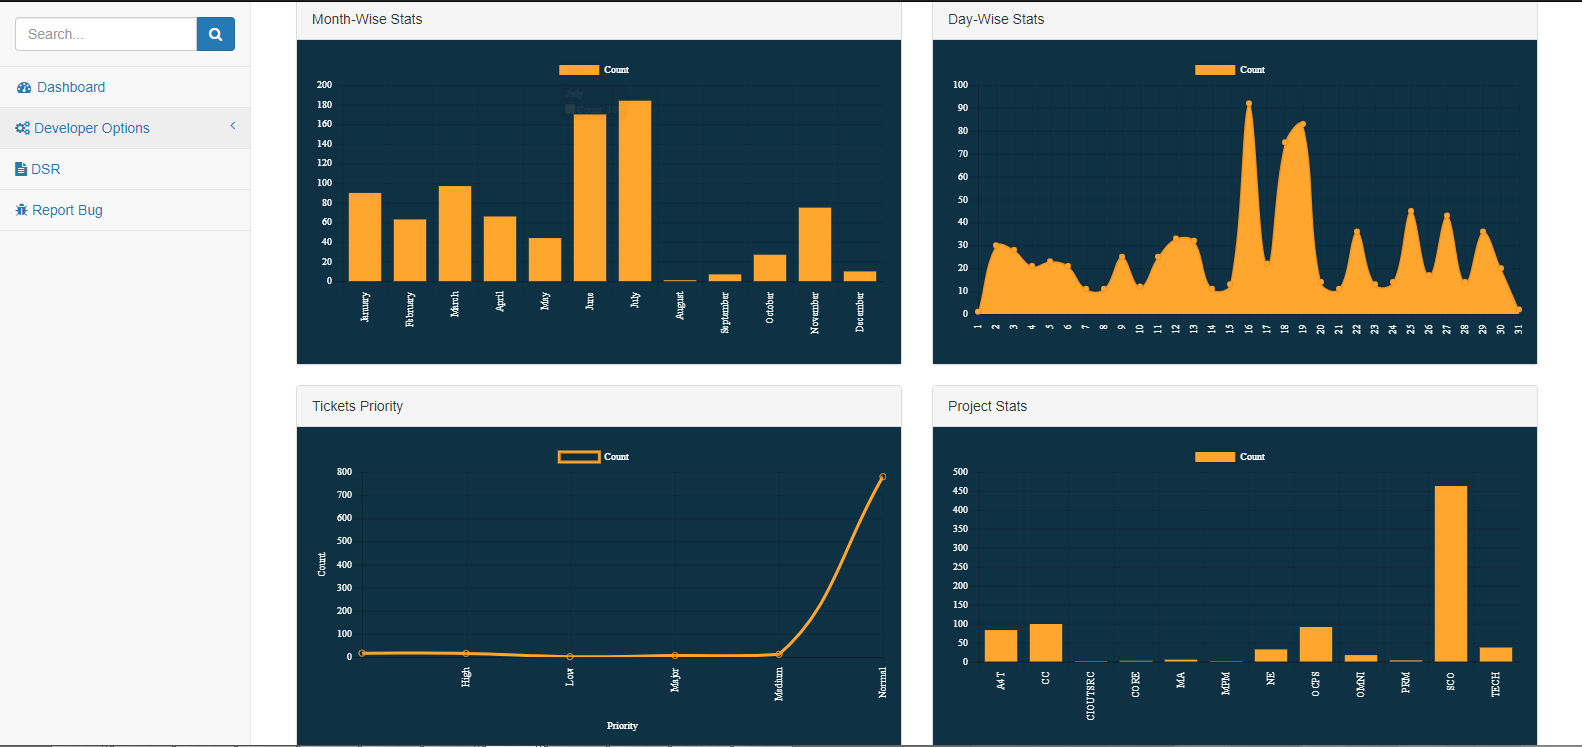 Search...
Dashboard
Developer Options
DSR
Report Bug
Month-Wise Stats
Count
200
180
160
140
120
100
80
60
40
20
0
January
February
March
April
May
June
July
August
September
October
November
December
Day-Wise Stats
Count
100
90
80
70
60
50
40
30
20
10
0
1
2
3
4
5
6
7
8
9
10
11
12
13
14
15
16
17
18
19
20
21
22
23
24
25
26
27
28
29
30
31
Tickets Priority
Count
800
700
600
500
400
300
200
100
0
Count
High
Low
Major
Medium
Normal
Priority
Project Stats
Count
500
450
400
350
300
250
200
150
100
50
0
A4T
CC
CIOUTSRC
CORE
MA
MPM
NE
OCPS
OMNI
PRM
SCO
TECH